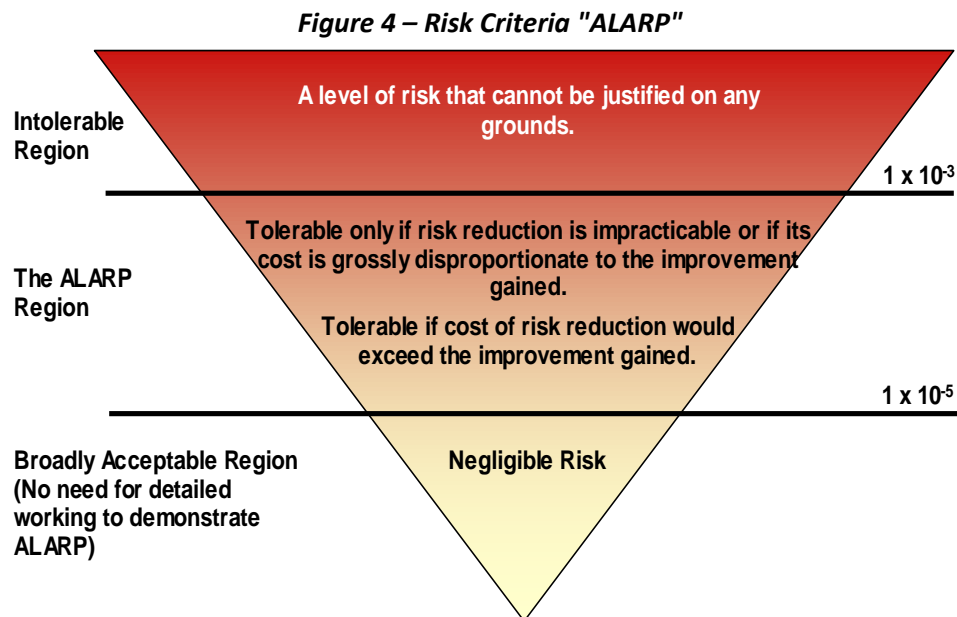 Figure 4 – Risk Criteria "ALARP"
A level of risk that cannot be justified on any
grounds.
Intolerable
Region
1 x 10⁻³
Tolerable only if risk reduction is impracticable or if its
cost is grossly disproportionate to the improvement
gained.
The ALARP
Region
Tolerable if cost of risk reduction would
exceed the improvement gained.
1 x 10⁻⁵
Broadly Acceptable Region
(No need for detailed
working to demonstrate
ALARP)
Negligible Risk